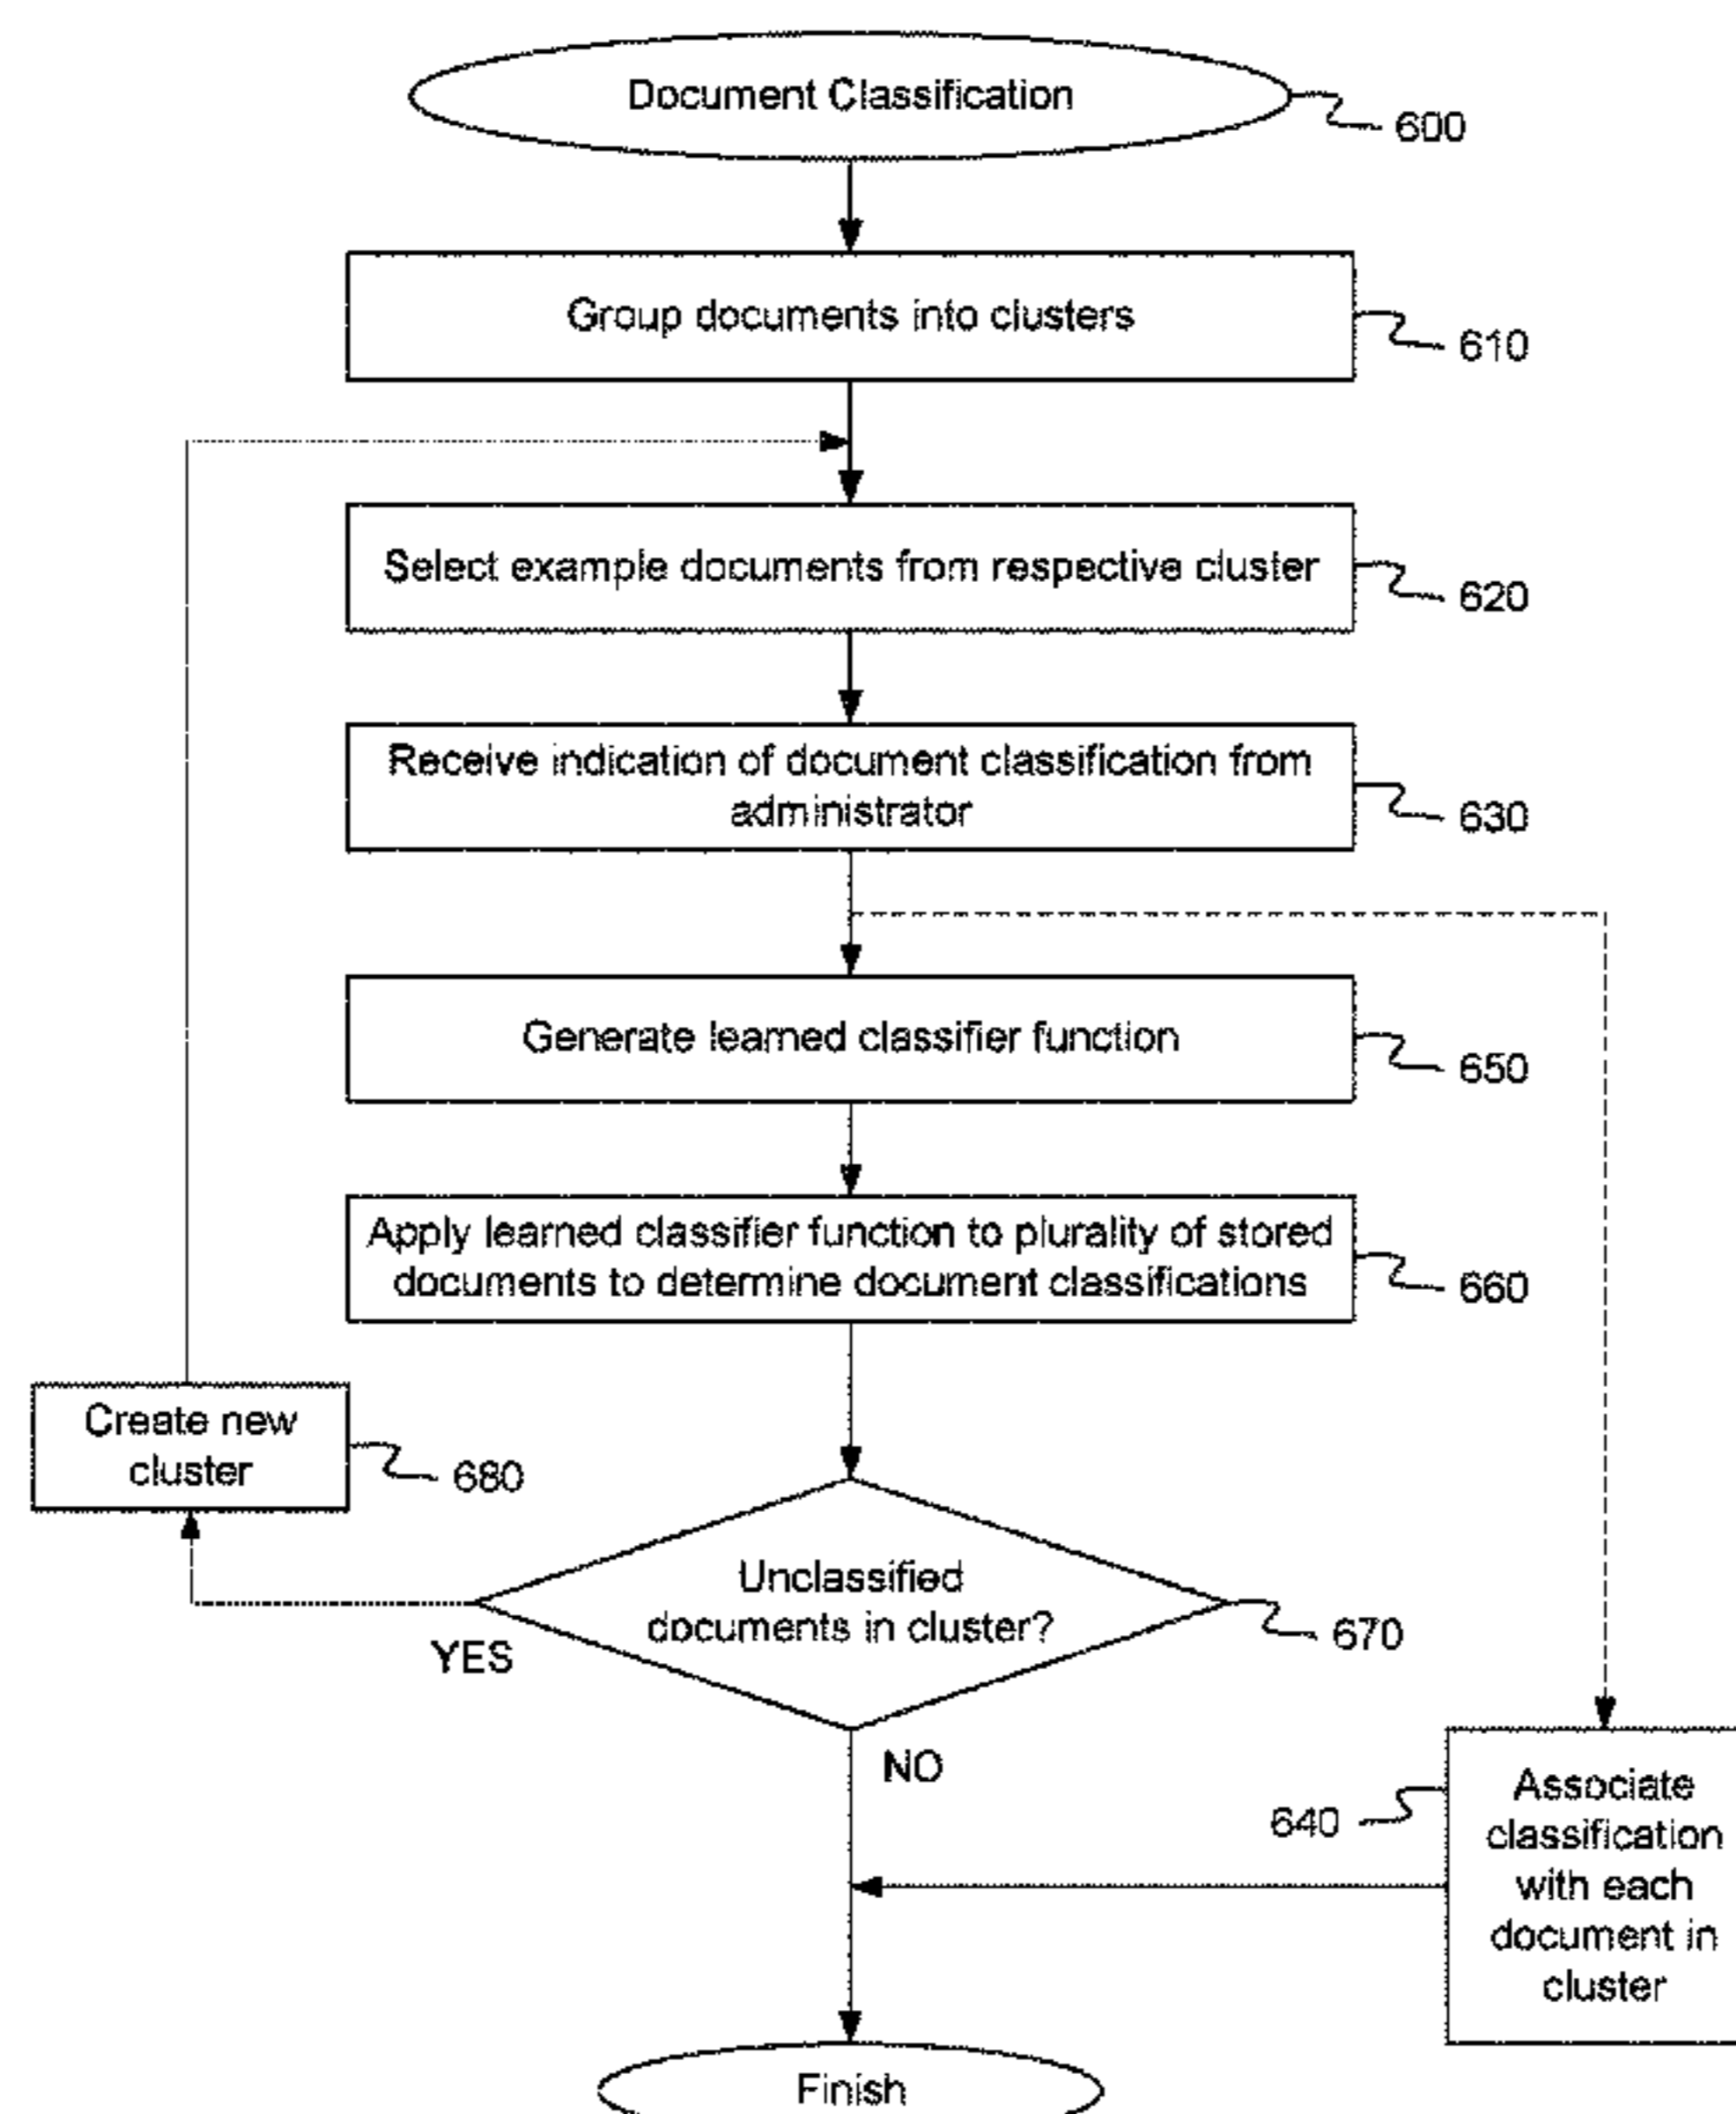 Document Classification
600
Group documents into clusters
610
Select example documents from respective cluster
620
Receive indication of document classification from
administrator
630
Generate learned classifier function
650
Apply learned classifier function to plurality of stored
documents to determine document classifications
660
Create new
cluster
680
Unclassified
documents in cluster?
670
YES
NO
640
Associate
classification
with each
document in
cluster
Finish